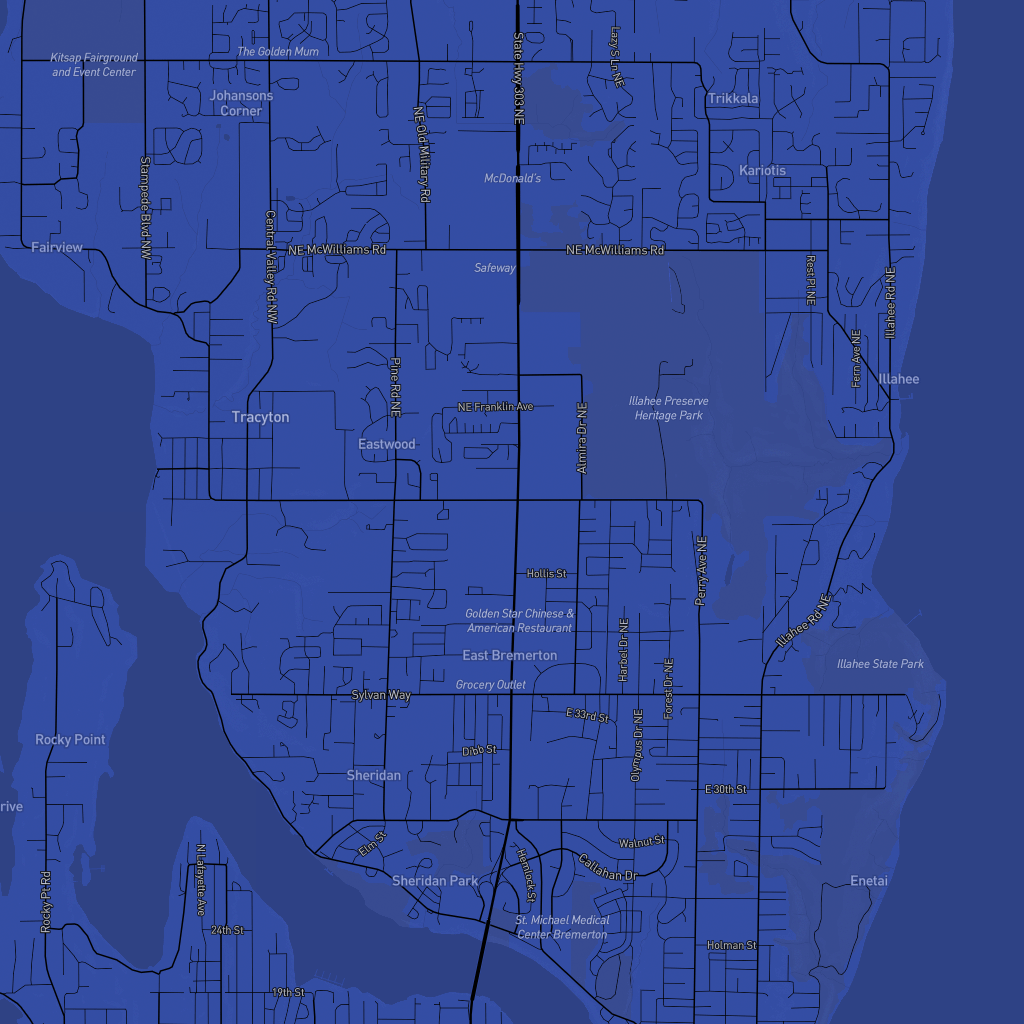 Kitsap Fairground
and Event Center
The Golden Mum
State Hwy 303 NE
Lazy S Ln NE
Johansons
Corner
NE Old Military Rd
Trikkala
Stampede Blvd NW
McDonald's
Kariotis
Central Valley Rd NW
Fairview
NE McWilliams Rd
NE McWilliams Rd
Safeway
Rest Pl NE
Illahee Rd NE
Fern Ave NE
Pine Rd NE
Illahee
NE Franklin Ave
Illahee Preserve
Heritage Park
Tracyton
Almira Dr NE
Eastwood
Hollis St
Perry Ave NE
Golden Star Chinese &
American Restaurant
Illahee Rd NE
Harbel Dr NE
East Bremerton
Illahee State Park
Forest Dr NE
Grocery Outlet
Sylvan Way
E 33rd St
Olympus Dr NE
Rocky Point
Dibb St
Sheridan
E 30th St
rive
Elm St
Walnut St
Callahan Dr
Hemlock St
N Lafayette Ave
Sheridan Park
Enetai
Rocky Pt Rd
24th St
St. Michael Medical
Center Bremerton
Holman St
19th St